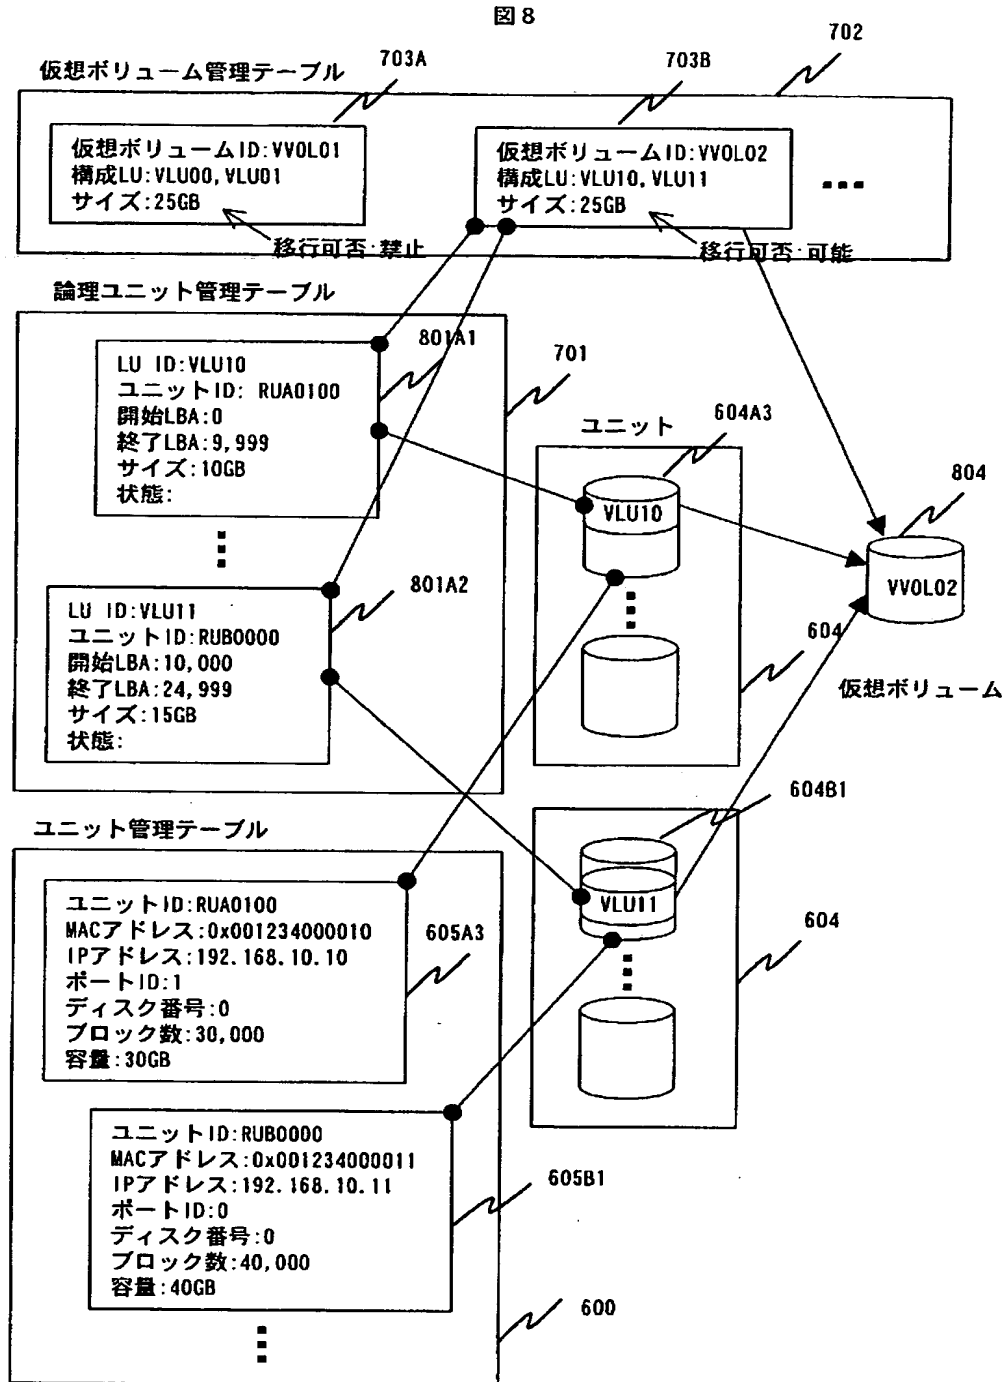 図８
702
703A
703B
仮想ボリューム管理テーブル
仮想ボリュームID:VVOL01
構成LU:VLU00,VLU01
サイズ:25GB
移行可否:禁止
仮想ボリュームID:VVOL02
構成LU:VLU10,VLU11
サイズ:25GB
移行可否:可能
論理ユニット管理テーブル
801A1
701
LU ID:VLU10
ユニットID: RUA0100
開始LBA:0
終了LBA:9,999
サイズ:10GB
状態:
801A2
LU ID:VLU11
ユニットID:RUB0000
開始LBA:10,000
終了LBA:24,999
サイズ:15GB
状態:
ユニット
604A3
VLU10
604
804
VVOL02
仮想ボリューム
604B1
VLU11
604
ユニット管理テーブル
ユニットID:RUA0100
MACアドレス:0x001234000010
IPアドレス:192.168.10.10
ポートID:1
ディスク番号:0
ブロック数:30,000
容量:30GB
605A3
ユニットID:RUB0000
MACアドレス:0x001234000011
IPアドレス:192.168.10.11
ポートID:0
ディスク番号:0
ブロック数:40,000
容量:40GB
605B1
600